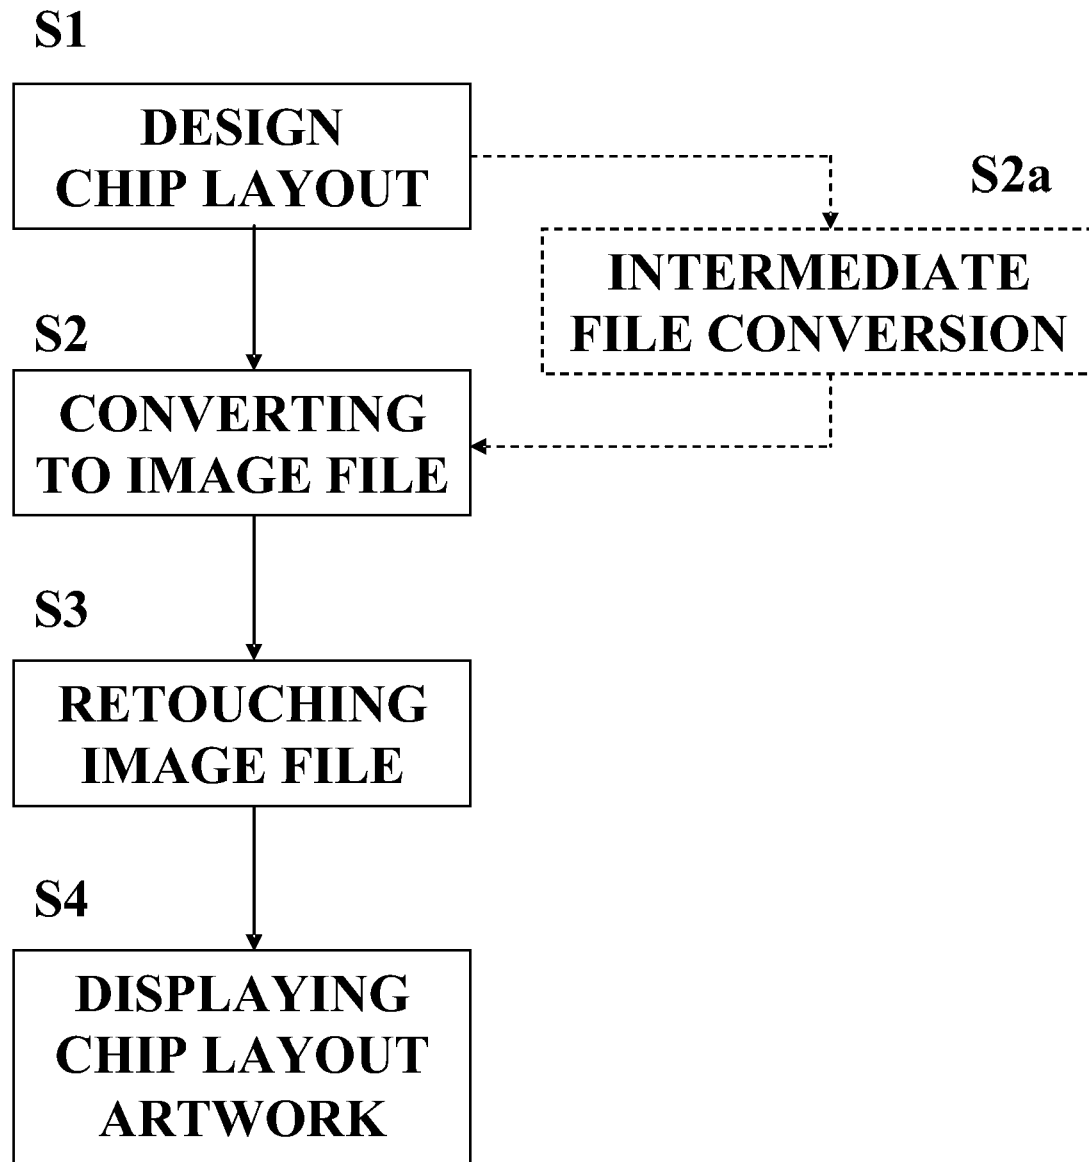 S1
DESIGN
CHIP LAYOUT
S2a
INTERMEDIATE
FILE CONVERSION
S2
CONVERTING
TO IMAGE FILE
S3
RETOUCHING
IMAGE FILE
S4
DISPLAYING
CHIP LAYOUT
ARTWORK